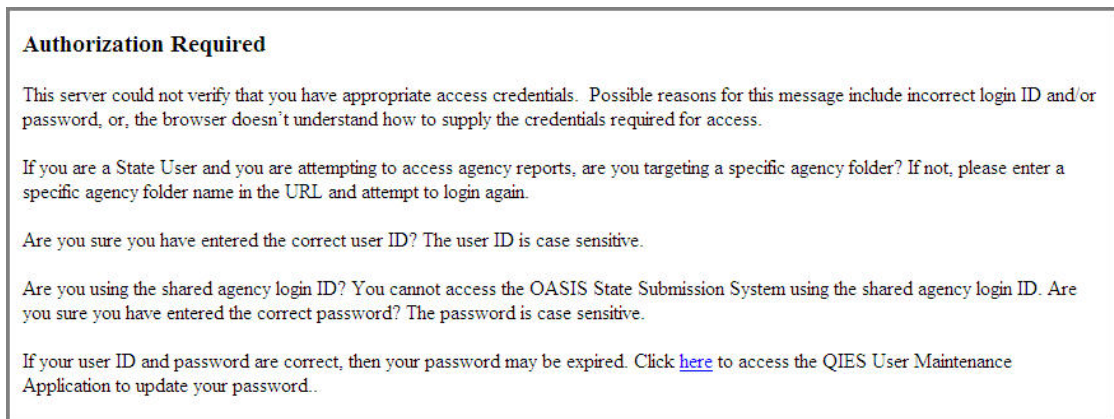 Authorization Required
This server could not verify that you have appropriate access credentials.  Possible reasons for this message include incorrect login ID and/or
password, or, the browser doesn’t understand how to supply the credentials required for access.
If you are a State User and you are attempting to access agency reports, are you targeting a specific agency folder? If not, please enter a
specific agency folder name in the URL and attempt to login again.
Are you sure you have entered the correct user ID? The user ID is case sensitive.
Are you using the shared agency login ID? You cannot access the OASIS State Submission System using the shared agency login ID. Are
you sure you have entered the correct password? The password is case sensitive.
If your user ID and password are correct, then your password may be expired. Click here to access the QIES User Maintenance
Application to update your password..